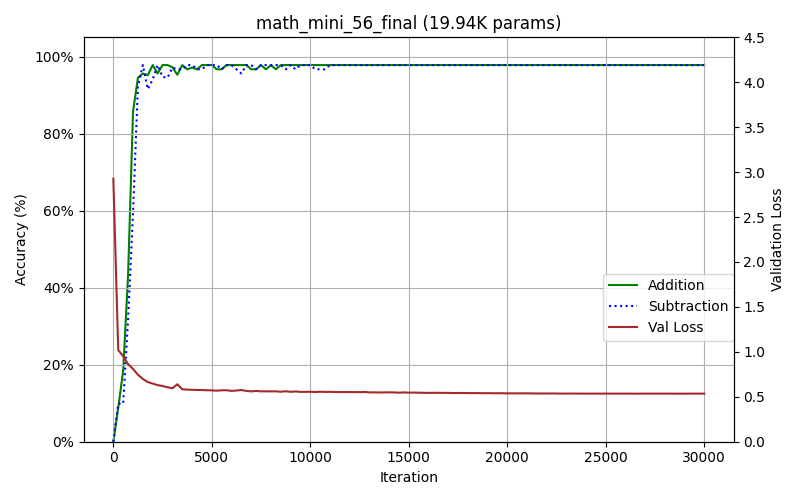 math_mini_56_final (19.94K params)
100%
80%
60%
40%
20%
0%
Accuracy (%)
4.5
4.0
3.5
3.0
2.5
2.0
1.5
1.0
0.5
0.0
Validation Loss
Addition
Subtraction
Val Loss
0 5000 10000 15000 20000 25000 30000
Iteration